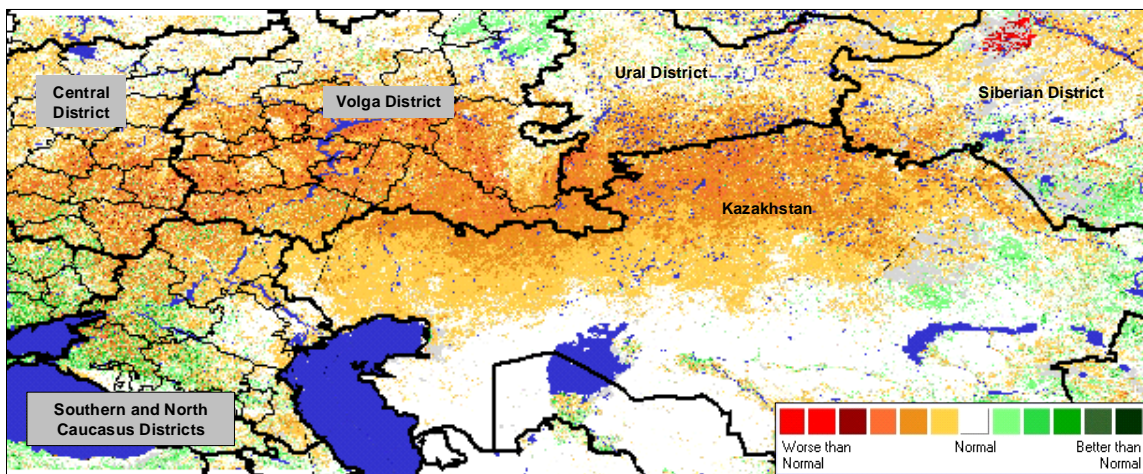 Central
District
Volga District
Ural District
Siberian District
Kazakhstan
Southern and North
Caucasus Districts
Worse than
Normal
Normal
Better than
Normal